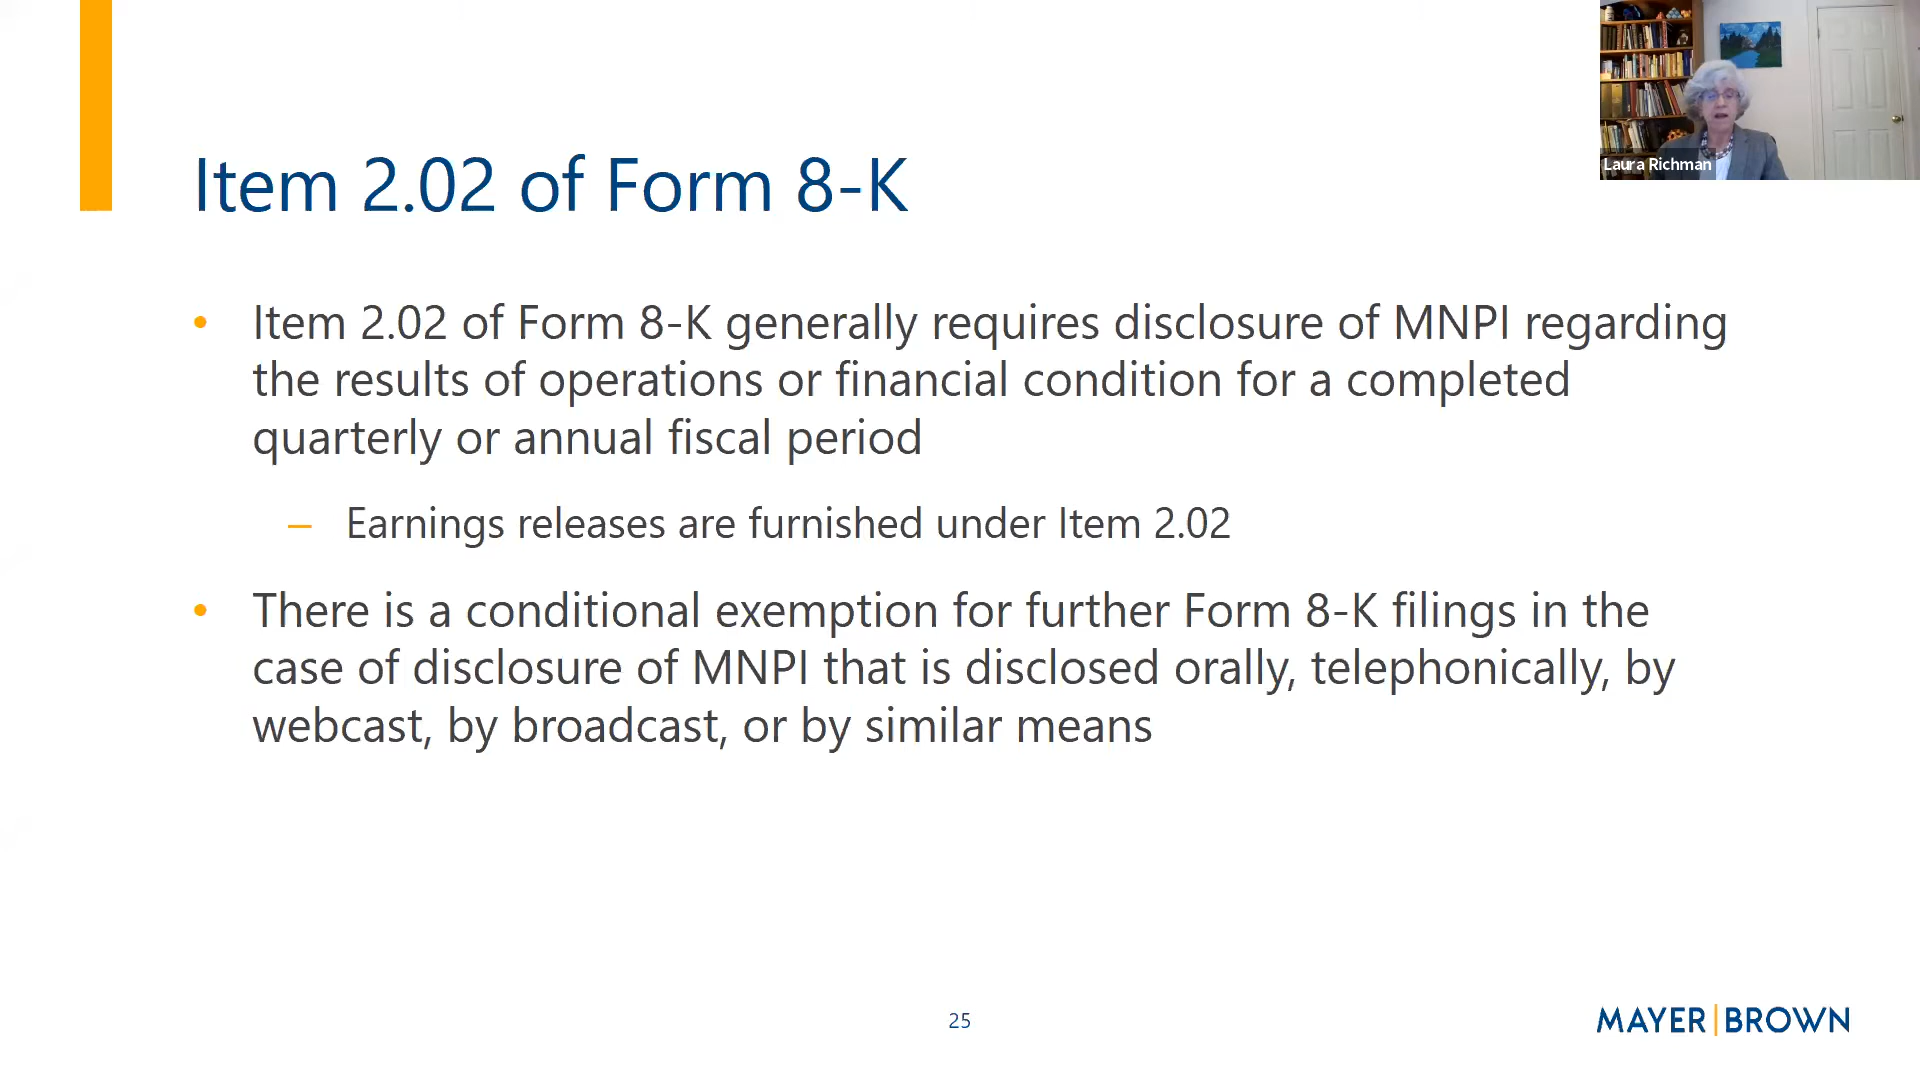 Laura Richman
Item 2.02 of Form 8-K
• Item 2.02 of Form 8-K generally requires disclosure of MNPI regarding
the results of operations or financial condition for a completed
quarterly or annual fiscal period
– Earnings releases are furnished under Item 2.02
• There is a conditional exemption for further Form 8-K filings in the
case of disclosure of MNPI that is disclosed orally, telephonically, by
webcast, by broadcast, or by similar means
25
MAYER | BROWN